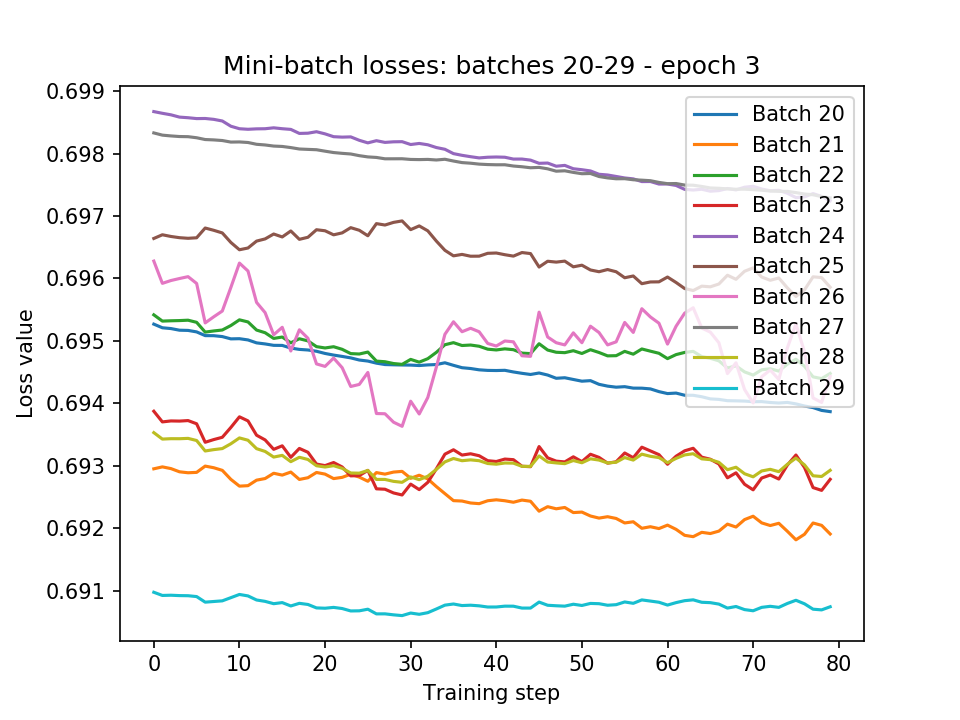 Mini-batch losses: batches 20-29 - epoch 3
0.699
0.698
0.697
0.696
0.695
0.694
0.693
0.692
0.691
Loss value
0
10
20
30
40
50
60
70
80
Training step
Batch 20
Batch 21
Batch 22
Batch 23
Batch 24
Batch 25
Batch 26
Batch 27
Batch 28
Batch 29